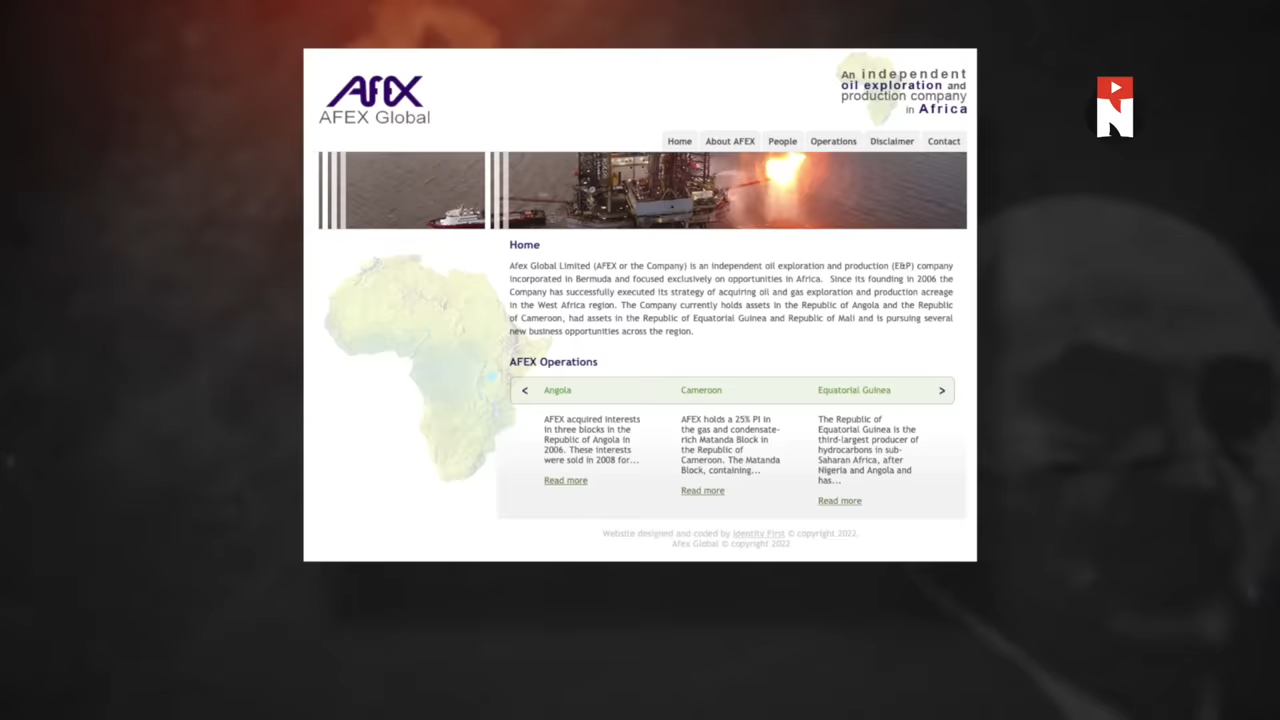 AFEX
AFEX Global
An independent
oil exploration and
production company
in Africa
Home About AFEX People Operations Disclaimer Contact
Home
Afex Global Limited (AFEX or the Company) is an independent oil exploration and production (E&P) company
incorporated in Bermuda and focused exclusively on opportunities in Africa. Since its founding in 2006 the
Company has successfully executed its strategy of acquiring oil and gas exploration and production acreage
in the West Africa region. The Company currently holds assets in the Republic of Angola and the Republic
of Cameroon, had assets in the Republic of Equatorial Guinea and Republic of Mali and is pursuing several
new business opportunities across the region.
AFEX Operations
< Angola Cameroon Equatorial Guinea >
AFEX acquired interests
in three blocks in the
Republic of Angola in
2006. These interests
were sold in 2008 for...
Read more
AFEX holds a 25% PI in
the gas and condensate-
rich Matanda Block in
the Republic of
Cameroon. The Matanda
Block, containing...
Read more
The Republic of
Equatorial Guinea is the
third-largest producer of
hydrocarbons in sub-
Saharan Africa, after
Nigeria and Angola and
has...
Read more
Website designed and coded by Identity First © copyright 2022,
Afex Global © copyright 2022
N